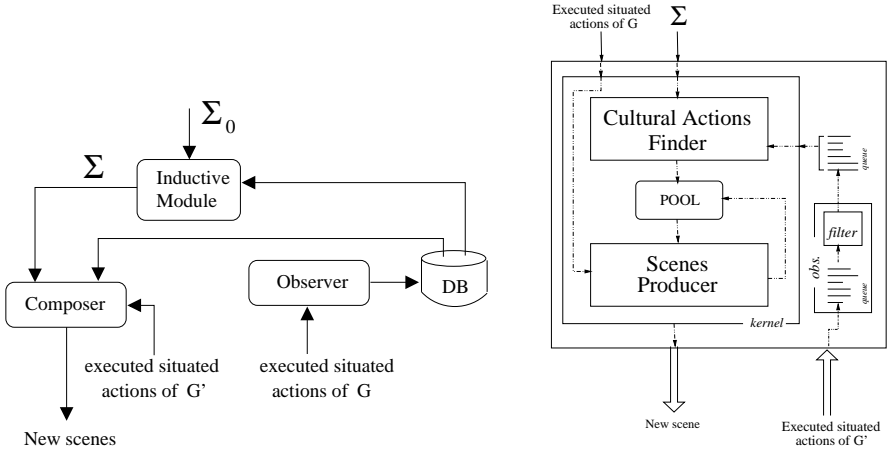 Σ0
Σ
Inductive
Module
Composer
Observer
DB
executed situated
actions of G'
executed situated
actions of G
New scenes
Executed situated
actions of G
Σ
Cultural Actions
Finder
POOL
Scenes
Producer
kernel
queue
filter
obs.
queue
New scene
Executed situated
actions of G'